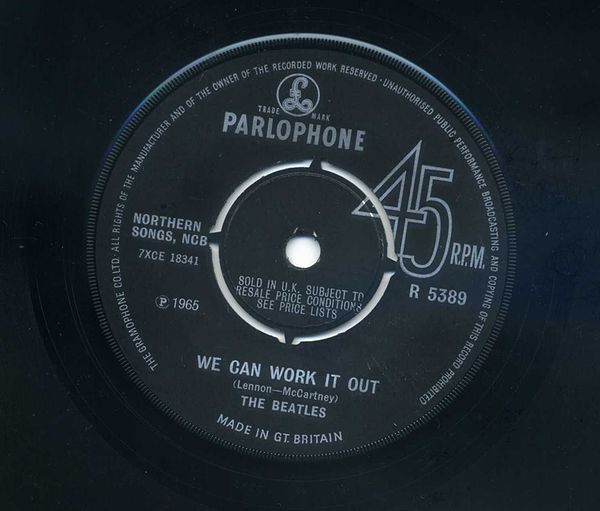 THE GRAMOPHONE CO. LTD. · ALL RIGHTS OF THE MANUFACTURER AND OF THE OWNER OF THE RECORDED WORK RESERVED · UNAUTHORISED PUBLIC PERFORMANCE BROADCASTING AND COPYING OF THIS RECORD PROHIBITED
£
TRADE MARK
PARLOPHONE
45 R.P.M.
NORTHERN
SONGS, NCB
7XCE 18341
R 5389
SOLD IN U.K. SUBJECT TO
RESALE PRICE CONDITIONS
SEE PRICE LISTS
Ⓟ 1965
WE CAN WORK IT OUT
(Lennon—McCartney)
THE BEATLES
MADE IN GT. BRITAIN